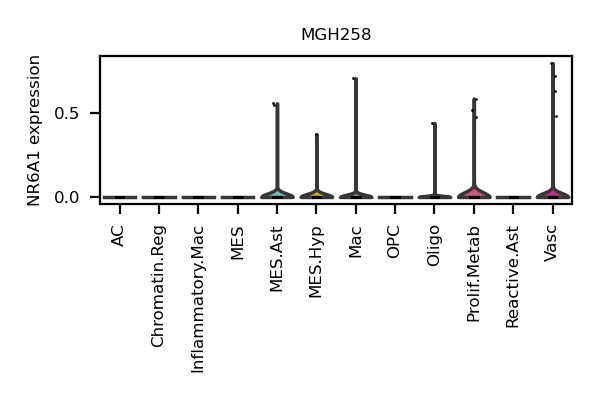 MGH258
NR6A1 expression
0.5
0.0
AC
Chromatin.Reg
Inflammatory.Mac
MES
MES.Ast
MES.Hyp
Mac
OPC
Oligo
Prolif.Metab
Reactive.Ast
Vasc